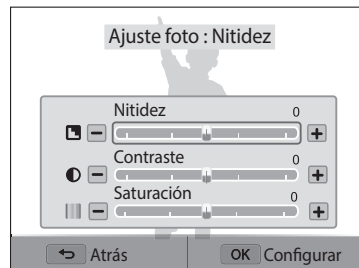 Ajuste foto : Nitidez
Nitidez 0
Contraste 0
Saturación 0
Atrás OK Configurar